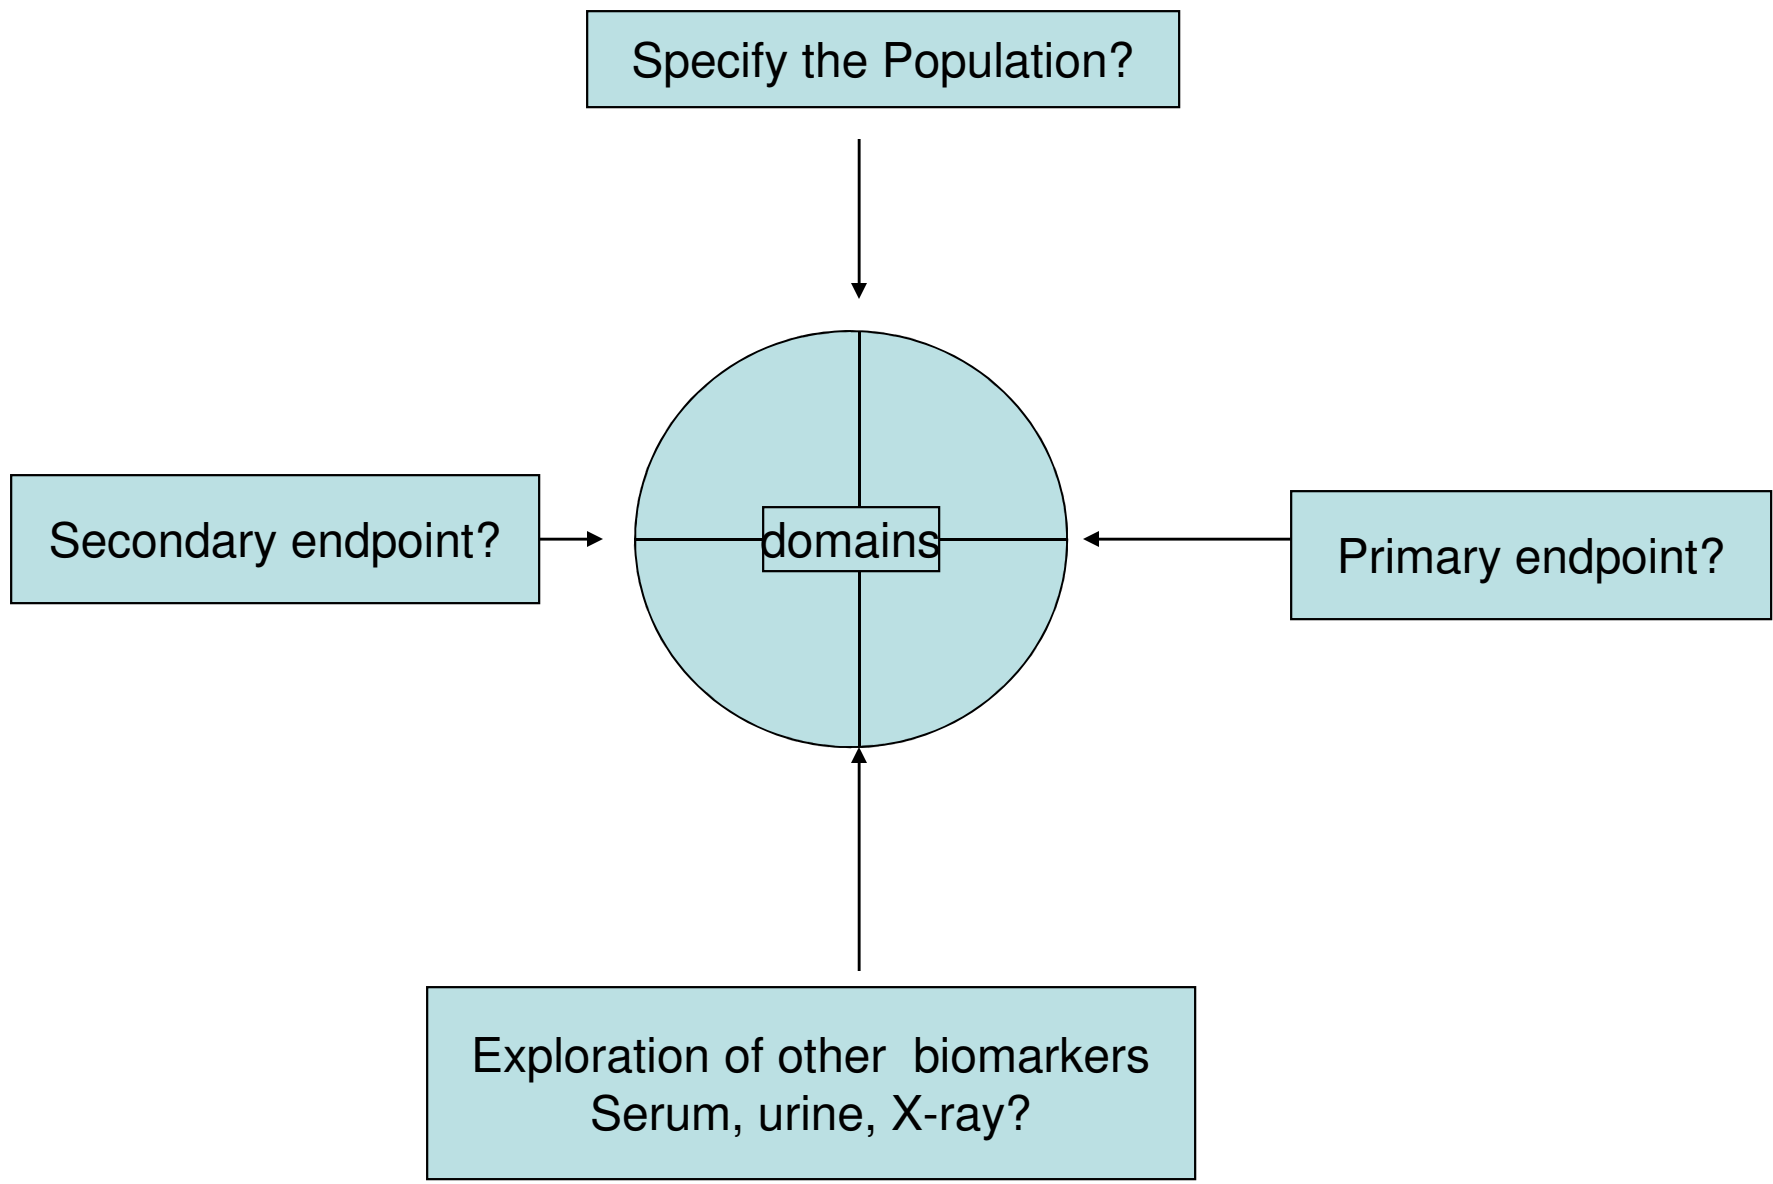 Specify the Population?
Secondary endpoint?
domains
Primary endpoint?
Exploration of other  biomarkers
Serum, urine, X-ray?